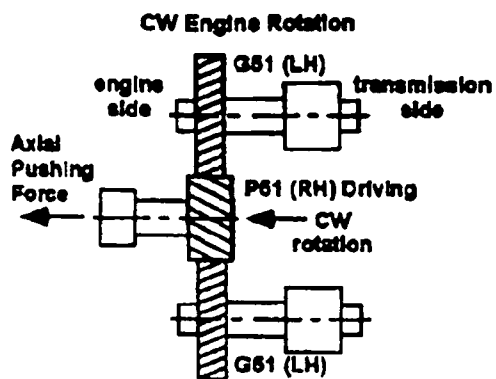 CW Engine Rotation
G51 (LH)
engine
side
transmission
side
Axial
Pushing
Force
P51 (RH) Driving
CW
rotation
G51 (LH)